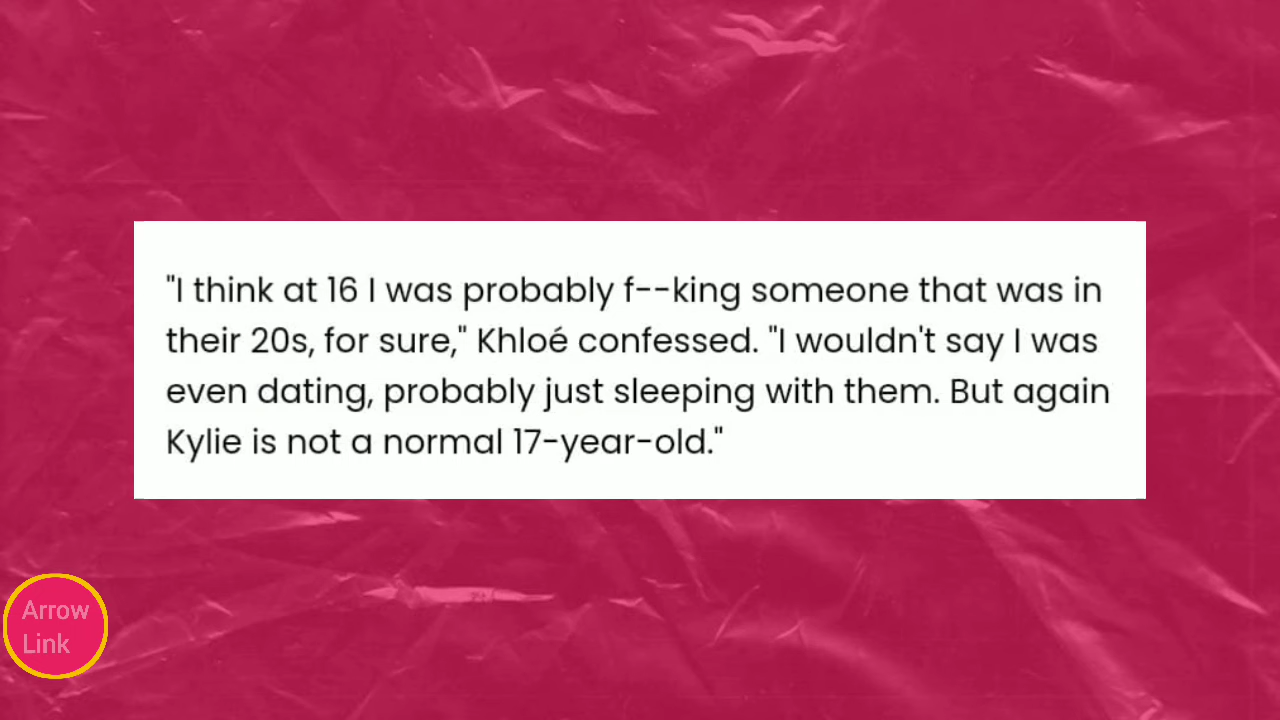 "I think at 16 I was probably f--king someone that was in
their 20s, for sure," Khloé confessed. "I wouldn't say I was
even dating, probably just sleeping with them. But again
Kylie is not a normal 17-year-old."
Arrow
Link